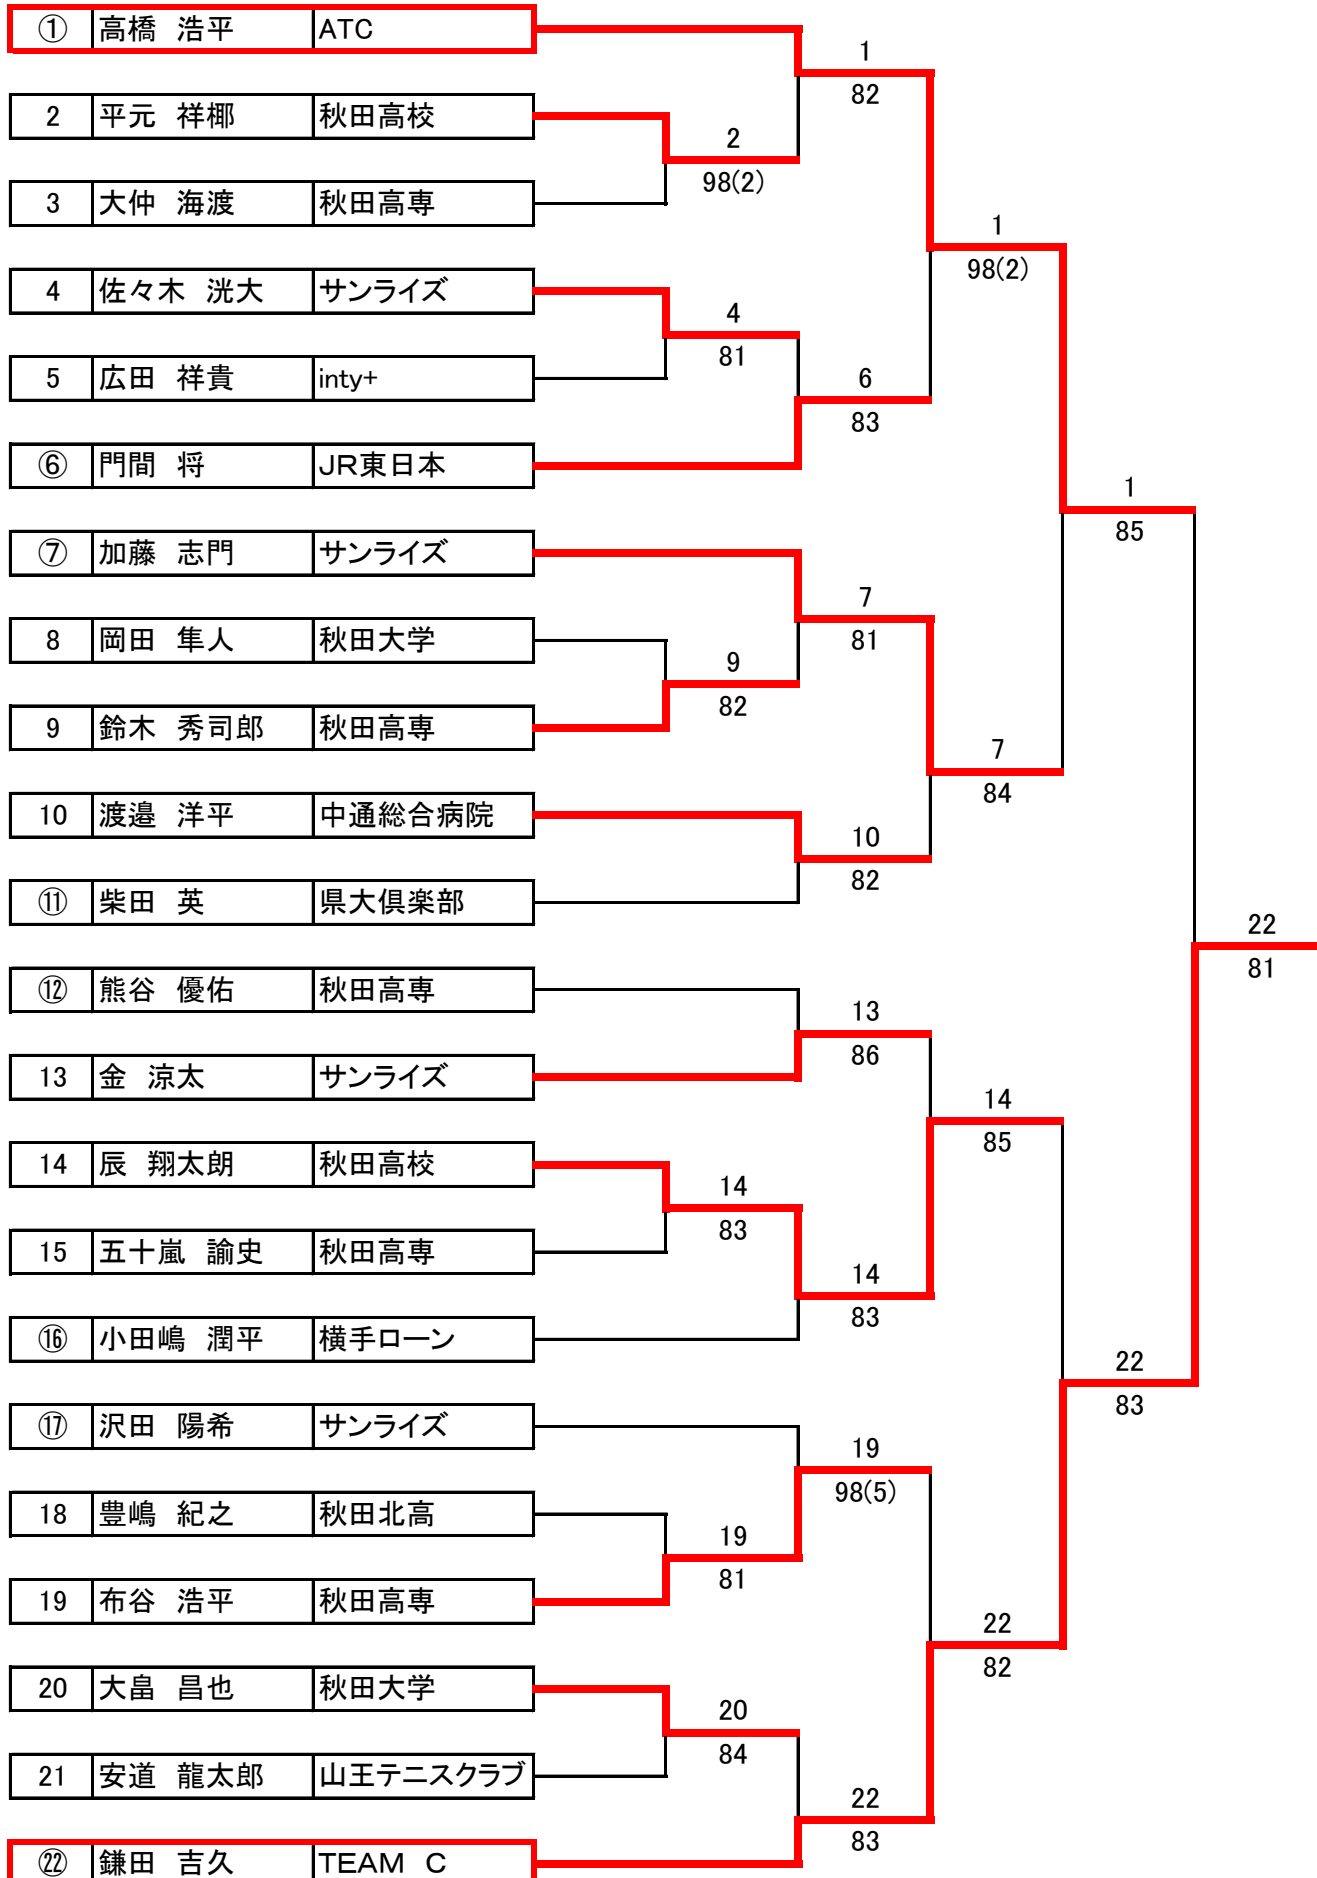 ① 高橋 浩平 ATC
1
82
2 平元 祥椰 秋田高校
2
98(2)
3 大仲 海渡 秋田高専
1
98(2)
4 佐々木 洸大 サンライズ
4
81
5 広田 祥貴 inty+
6
83
⑥ 門間 将 JR東日本
1
85
⑦ 加藤 志門 サンライズ
7
81
8 岡田 隼人 秋田大学
9
82
9 鈴木 秀司郎 秋田高専
7
84
10 渡邉 洋平 中通総合病院
10
82
⑪ 柴田 英 県大倶楽部
22
81
⑫ 熊谷 優佑 秋田高専
13
86
13 金 涼太 サンライズ
14
85
14 辰 翔太朗 秋田高校
14
83
15 五十嵐 諭史 秋田高専
14
83
⑯ 小田嶋 潤平 横手ローン
22
83
⑰ 沢田 陽希 サンライズ
19
98(5)
18 豊嶋 紀之 秋田北高
19
81
19 布谷 浩平 秋田高専
22
82
20 大畠 昌也 秋田大学
20
84
21 安道 龍太郎 山王テニスクラブ
22
83
㉒ 鎌田 吉久 TEAM C